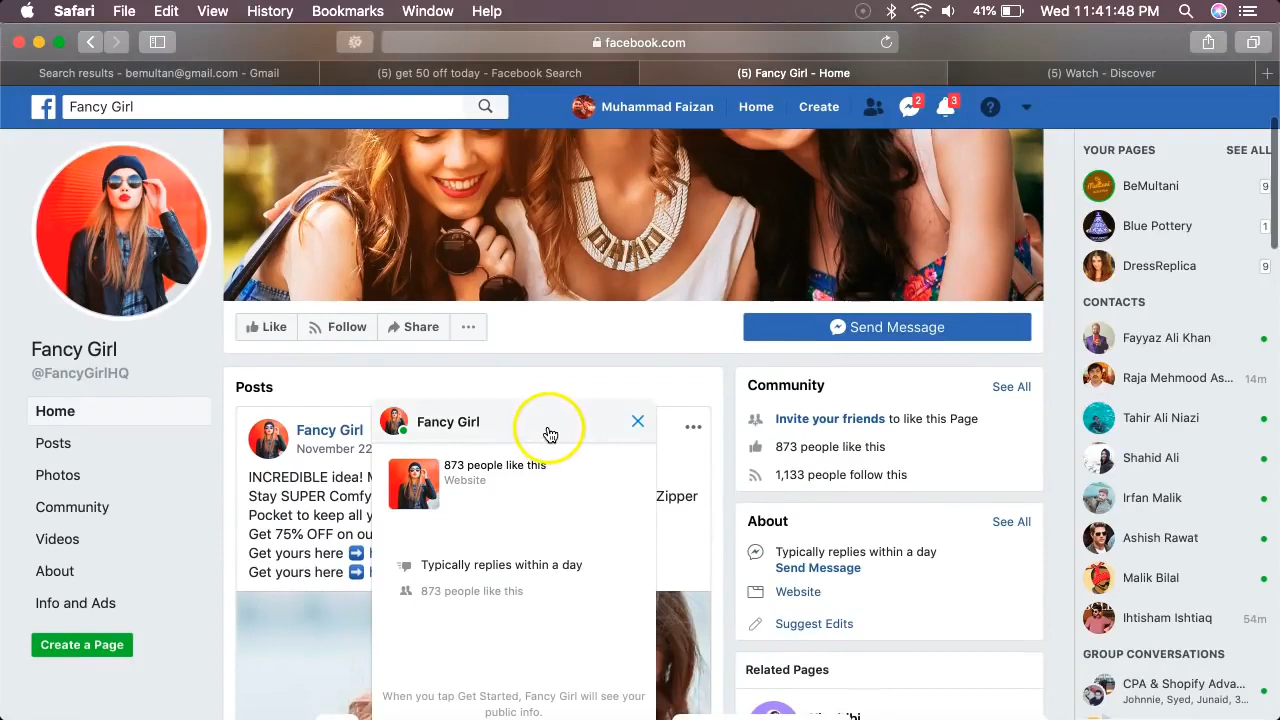 Safari File Edit View History Bookmarks Window Help 41% Wed 11:41:48 PM
facebook.com
Search results - bemultan@gmail.com - Gmail (5) get 50 off today - Facebook Search (5) Fancy Girl - Home (5) Watch - Discover
Fancy Girl Muhammad Faizan Home Create 2 3
Fancy Girl
@FancyGirlHQ
Home
Posts
Photos
Community
Videos
About
Info and Ads
Create a Page
Like Follow Share Send Message
Posts
Fancy Girl
November 22
INCREDIBLE idea! M
Stay SUPER Comfy Zipper
Pocket to keep all y
Get 75% OFF on ou
Get yours here
Get yours here
Fancy Girl
873 people like this
Website
Typically replies within a day
873 people like this
When you tap Get Started, Fancy Girl will see your
public info.
Community See All
Invite your friends to like this Page
873 people like this
1,133 people follow this
About See All
Typically replies within a day
Send Message
Website
Suggest Edits
Related Pages
YOUR PAGES SEE ALL
BeMultani 9
Blue Pottery 1
DressReplica 9
CONTACTS
Fayyaz Ali Khan
Raja Mehmood As... 14m
Tahir Ali Niazi
Shahid Ali
Irfan Malik
Ashish Rawat
Malik Bilal
Ihtisham Ishtiaq 54m
GROUP CONVERSATIONS
CPA & Shopify Adva...
Johnnie, Syed, Junaid, 3...